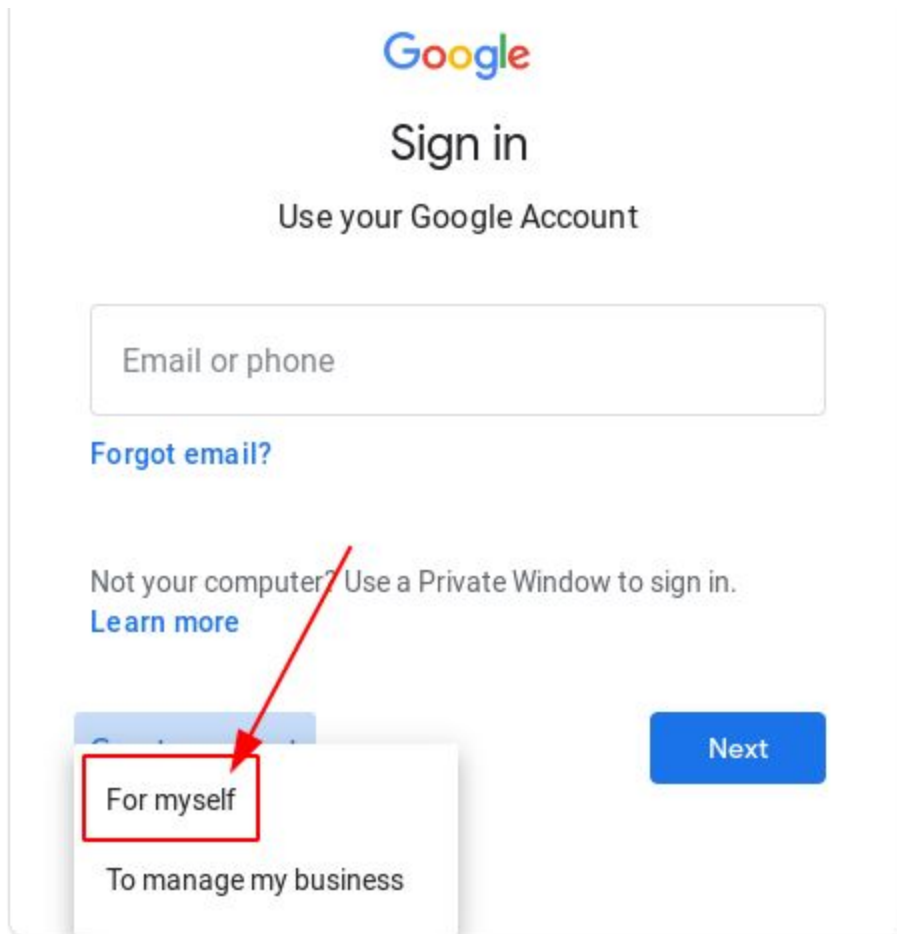 Google
Sign in
Use your Google Account
Email or phone
Forgot email?
Not your computer? Use a Private Window to sign in.
Learn more
Next
For myself
To manage my business